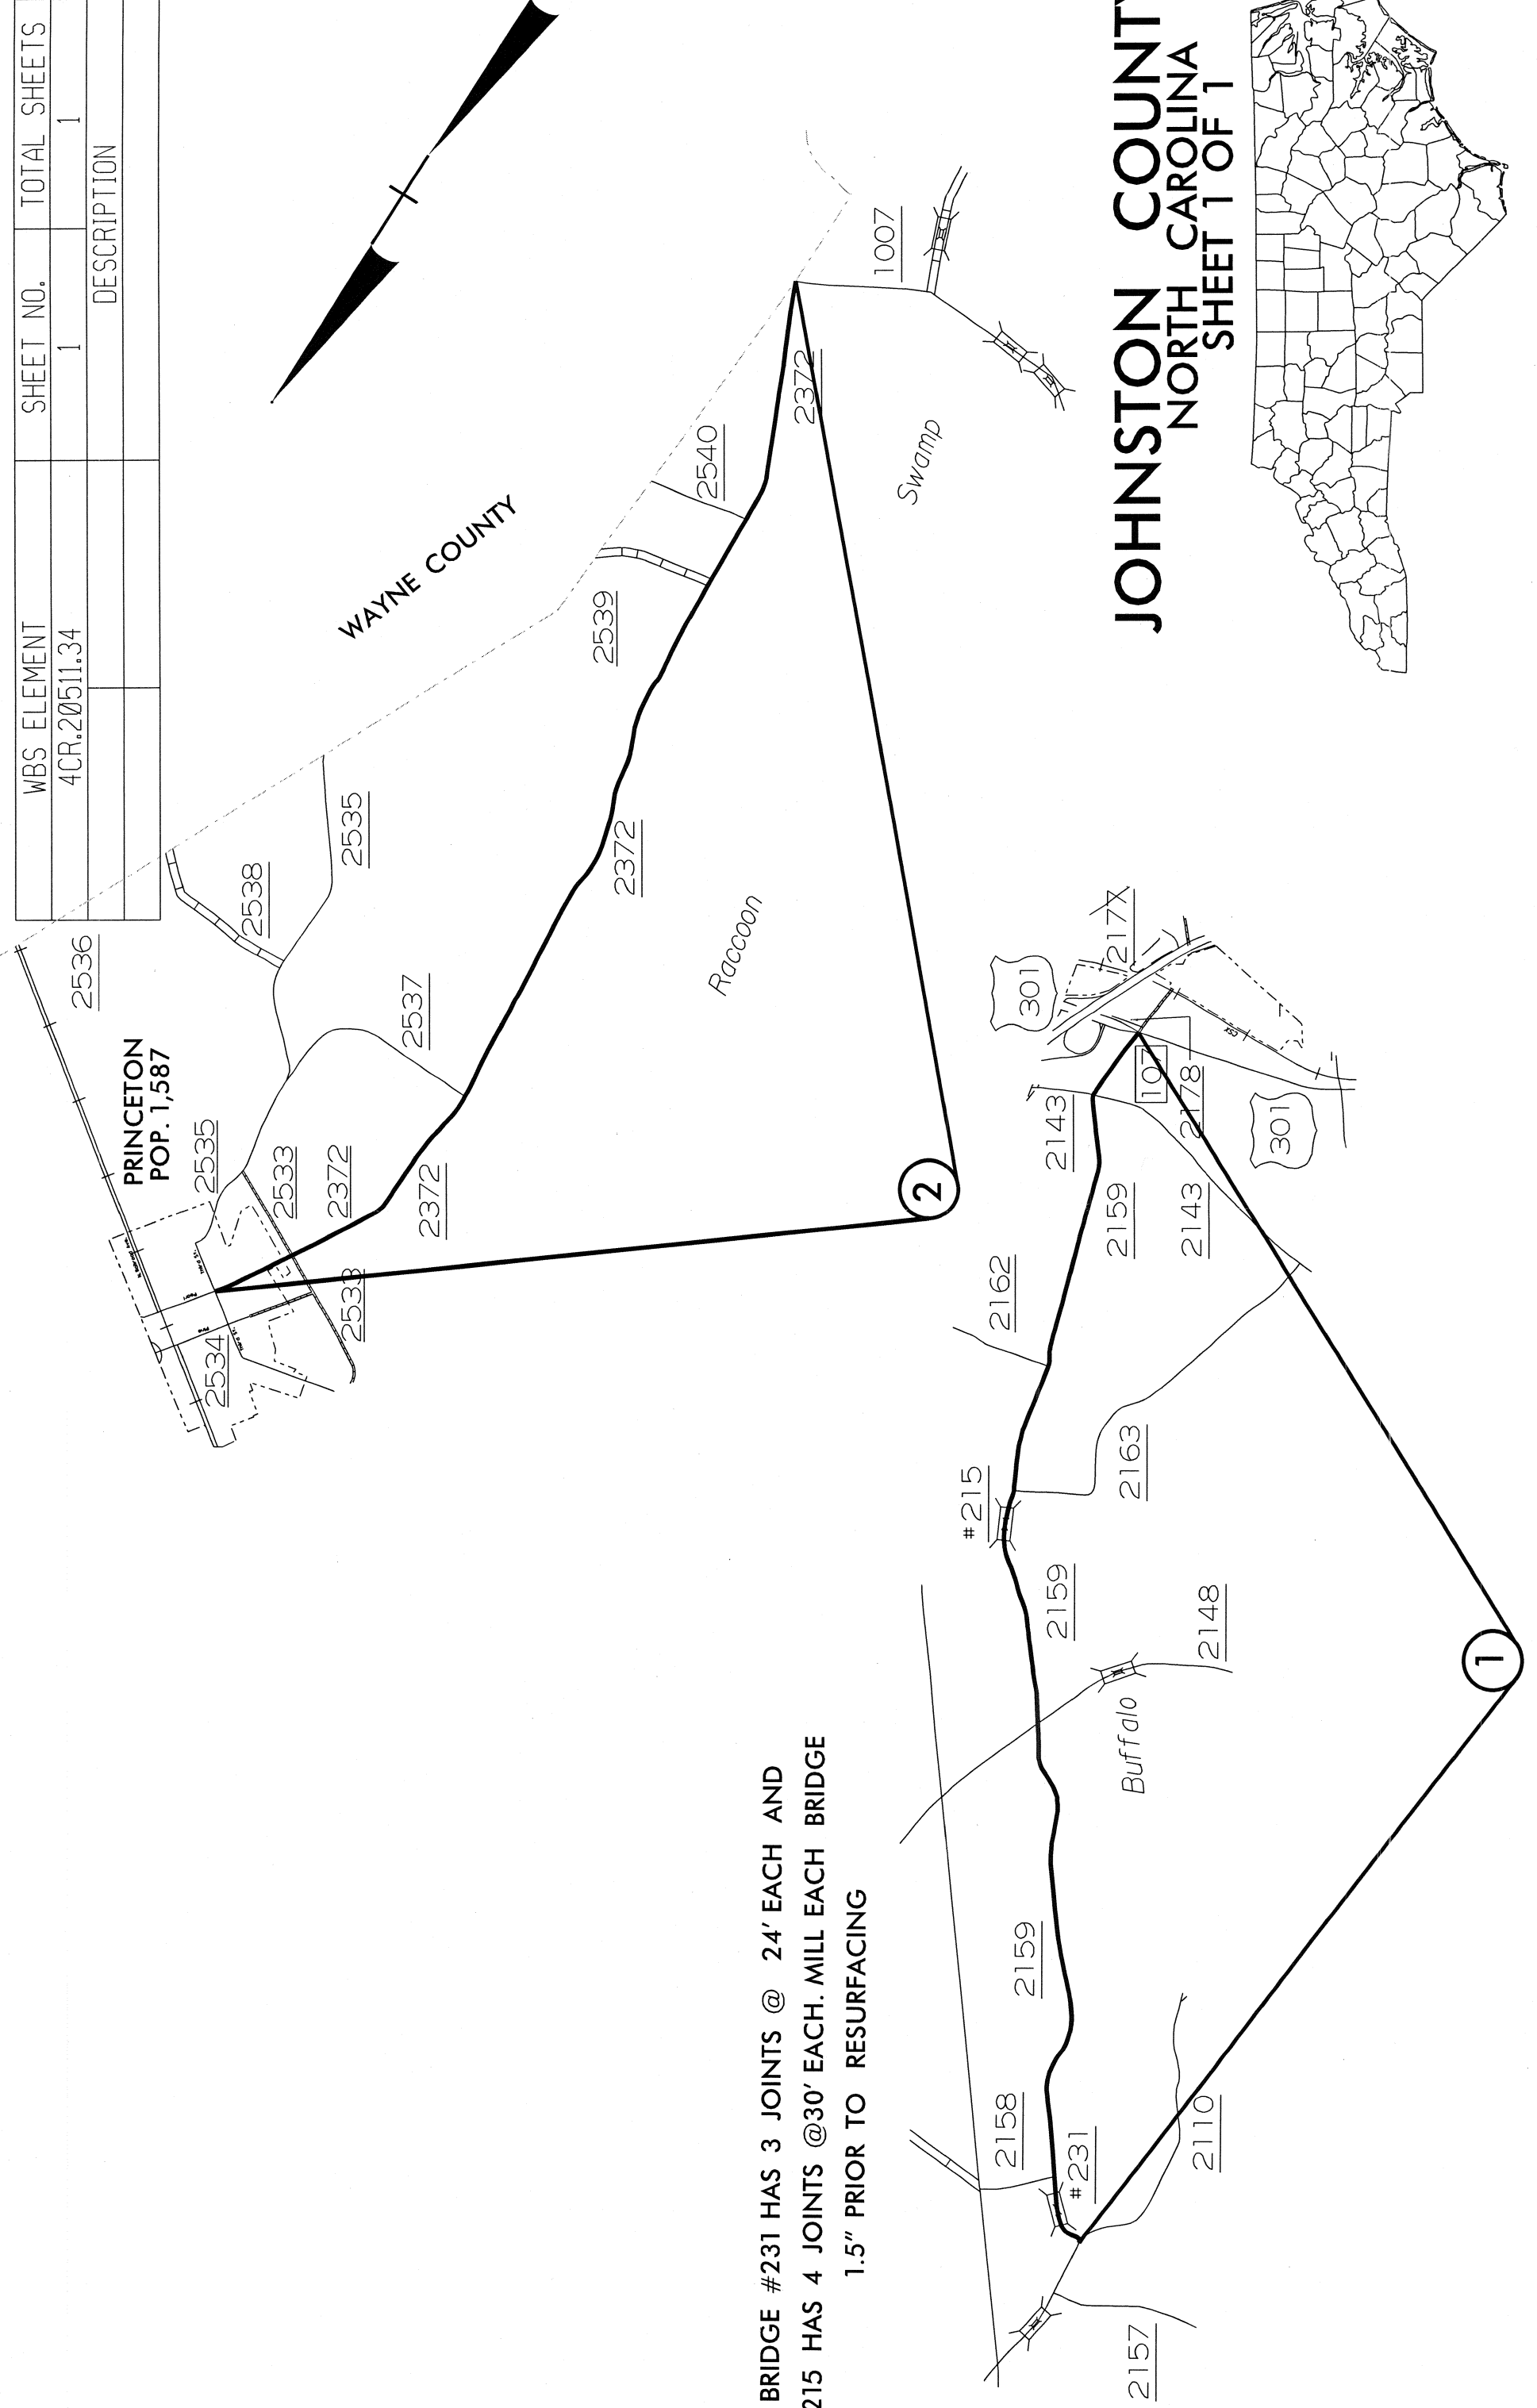 WBS ELEMENT SHEET NO. TOTAL SHEETS
4CR.20511.34 1 1
DESCRIPTION
2536
PRINCETON
POP. 1,587
2538
2535
WAYNE COUNTY
2535
2533
2372
2537
2372
2534
2533
2372
2539
2540
2372
1007
Raccoon
Swamp
2
JOHNSTON COUNTY
NORTH CAROLINA
SHEET 1 OF 1
BRIDGE #231 HAS 3 JOINTS @ 24' EACH AND
215 HAS 4 JOINTS @30' EACH. MILL EACH BRIDGE
1.5" PRIOR TO RESURFACING
301
2177
107
2178
301
2143
2159
2143
2162
#215
2163
2159
2148
Buffalo
2159
2158
#231
2110
2157
1